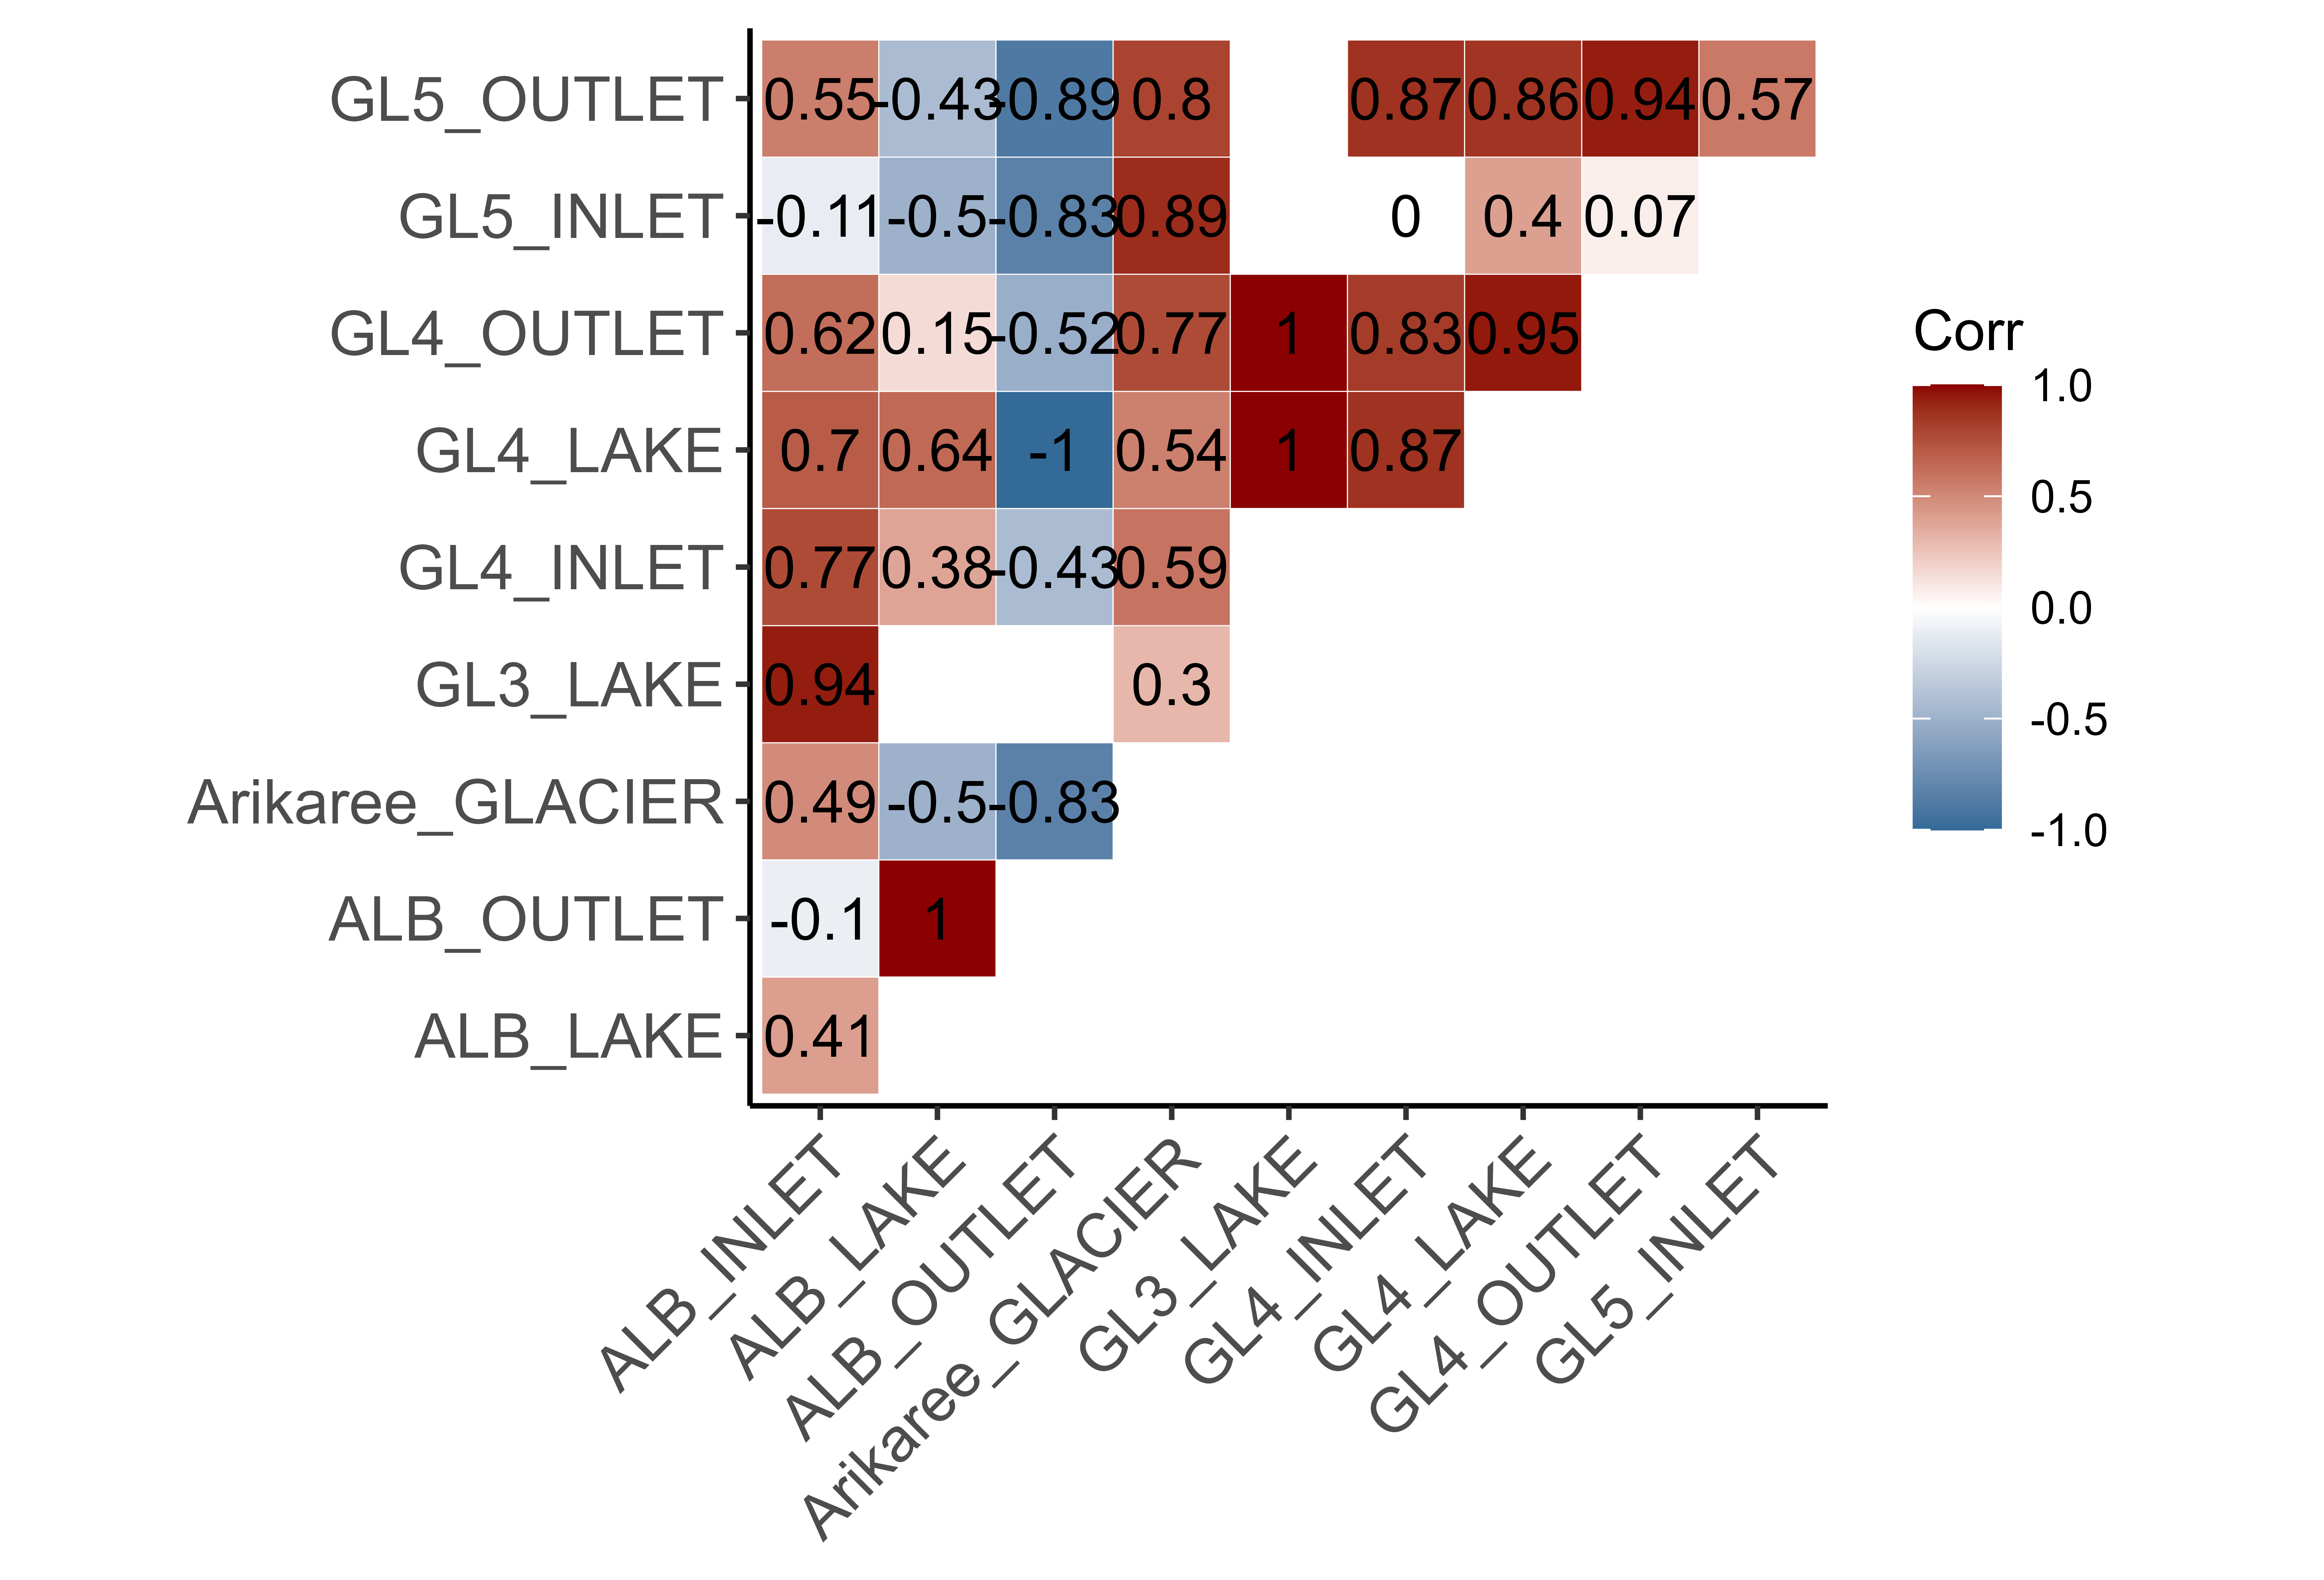 GL5_OUTLET 0.55 -0.43 -0.89 0.8 0.87 0.86 0.94 0.57
GL5_INLET -0.11 -0.5 -0.83 0.89 0 0.4 0.07
GL4_OUTLET 0.62 0.15 -0.52 0.77 1 0.83 0.95
GL4_LAKE 0.7 0.64 -1 0.54 1 0.87
GL4_INLET 0.77 0.38 -0.43 0.59
GL3_LAKE 0.94 0.3
Arikaree_GLACIER 0.49 -0.5 -0.83
ALB_OUTLET -0.1 1
ALB_LAKE 0.41
ALB_INLET
ALB_LAKE
ALB_OUTLET
Arikaree_GLACIER
GL3_LAKE
GL4_INLET
GL4_LAKE
GL4_OUTLET
GL5_INLET
Corr
1.0
0.5
0.0
-0.5
-1.0